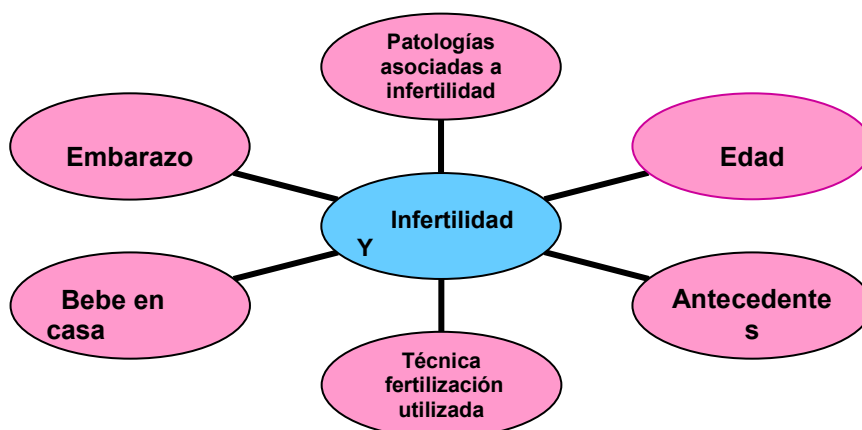 Patologías
asociadas a
infertilidad
Embarazo
Edad
Infertilidad
Y
Bebe en
casa
Antecedente
s
Técnica
fertilización
utilizada